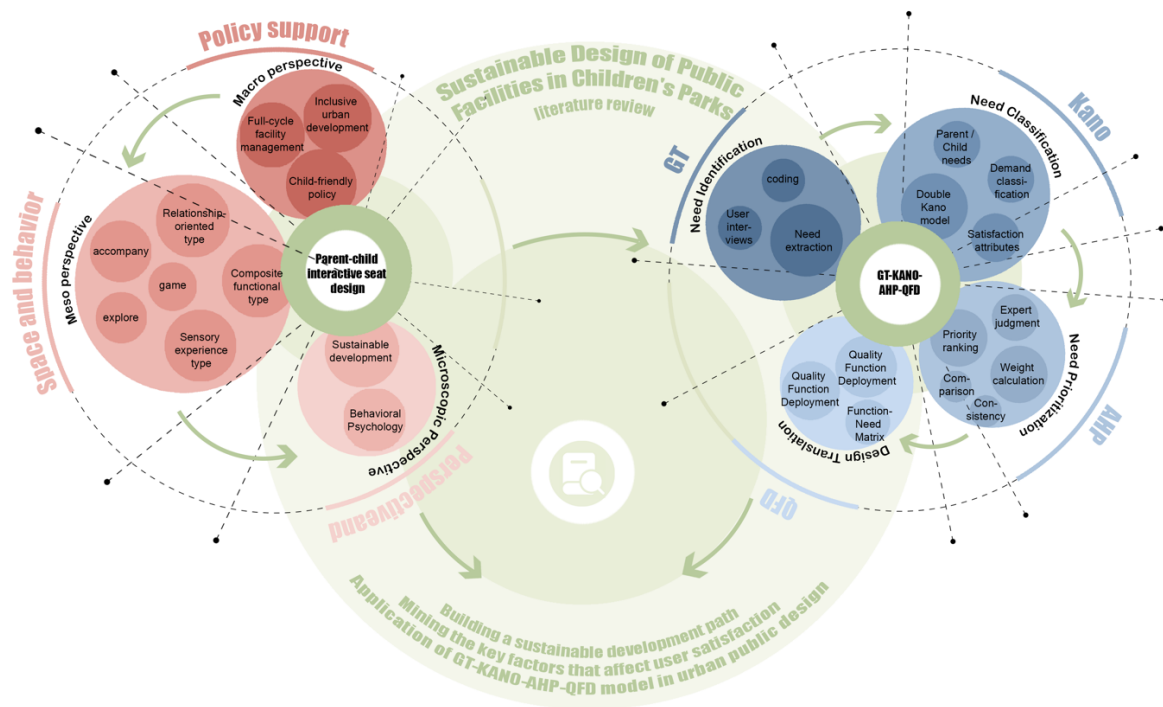 Policy support
Macro perspective
Inclusive
urban
development
Full-cycle
facility
management
Child-friendly
policy
Space and behavior
Meso perspective
Relationship-
oriented
type
accompany
game
Composite
functional
type
explore
Sensory
experience
type
Parent-child
interactive seat
design
Sustainable
development
Behavioral
Psychology
Microscopic Perspective
Perspectiveand
Sustainable Design of Public
Facilities in Children's Parks
literature review
GT
Need Identification
coding
User
inter-
views
Need
extraction
Kano
Need Classification
Parent /
Child
needs
Demand
classi-
fication
Double
Kano
model
Satisfaction
attributes
GT-KANO-
AHP-QFD
AHP
Need Prioritization
Expert
judgment
Priority
ranking
Weight
calculation
Com-
parison
Con-
sistency
QFD
Design Translation
Quality
Function
Deployment
Quality
Function
Deployment
Function-
Need
Matrix
Building a sustainable development path
Mining the key factors that affect user satisfaction
Application of GT-KANO-AHP-QFD model in urban public design